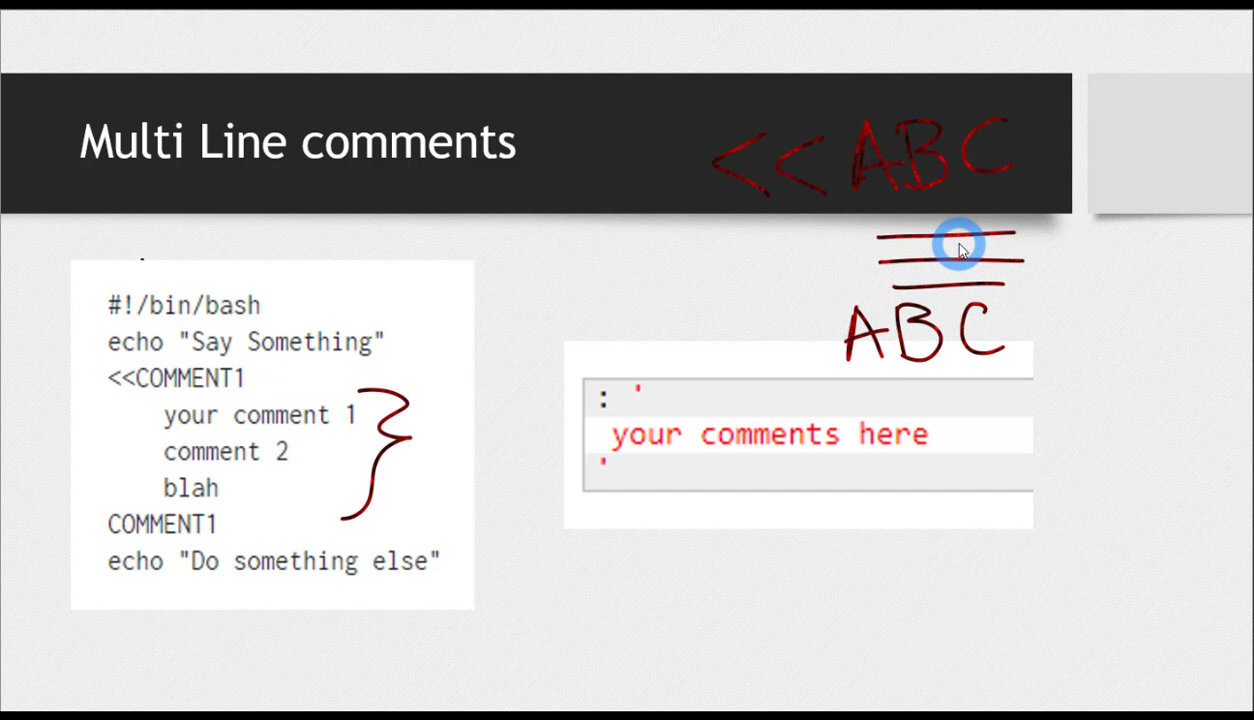 Multi Line comments
<<ABC
ABC
#!/bin/bash
echo "Say Something"
<<COMMENT1
your comment 1
comment 2
blah
COMMENT1
echo "Do something else"
: '
your comments here
'